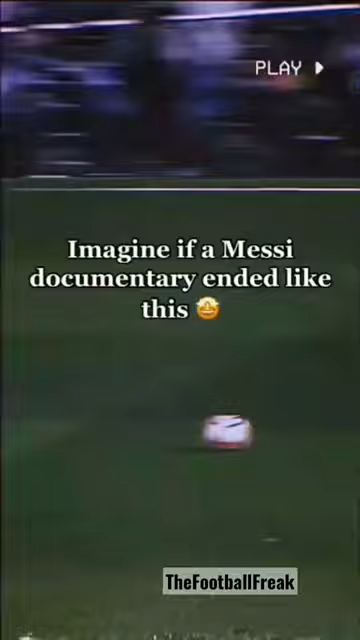 PLAY ▶
Imagine if a Messi
documentary ended like
this 🤩
TheFootballFreak